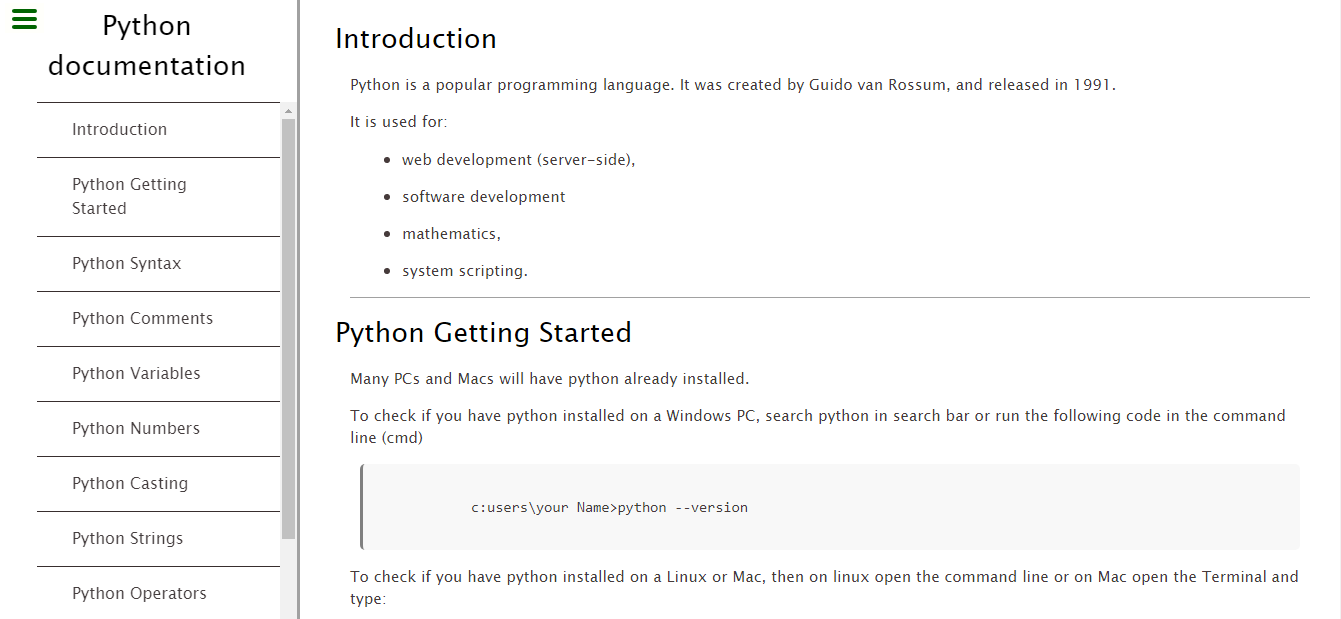 Python
documentation
Introduction
Python Getting
Started
Python Syntax
Python Comments
Python Variables
Python Numbers
Python Casting
Python Strings
Python Operators
Introduction
Python is a popular programming language. It was created by Guido van Rossum, and released in 1991.
It is used for:
• web development (server-side),
• software development
• mathematics,
• system scripting.
Python Getting Started
Many PCs and Macs will have python already installed.
To check if you have python installed on a Windows PC, search python in search bar or run the following code in the command
line (cmd)
c:users\your Name>python --version
To check if you have python installed on a Linux or Mac, then on linux open the command line or on Mac open the Terminal and
type: